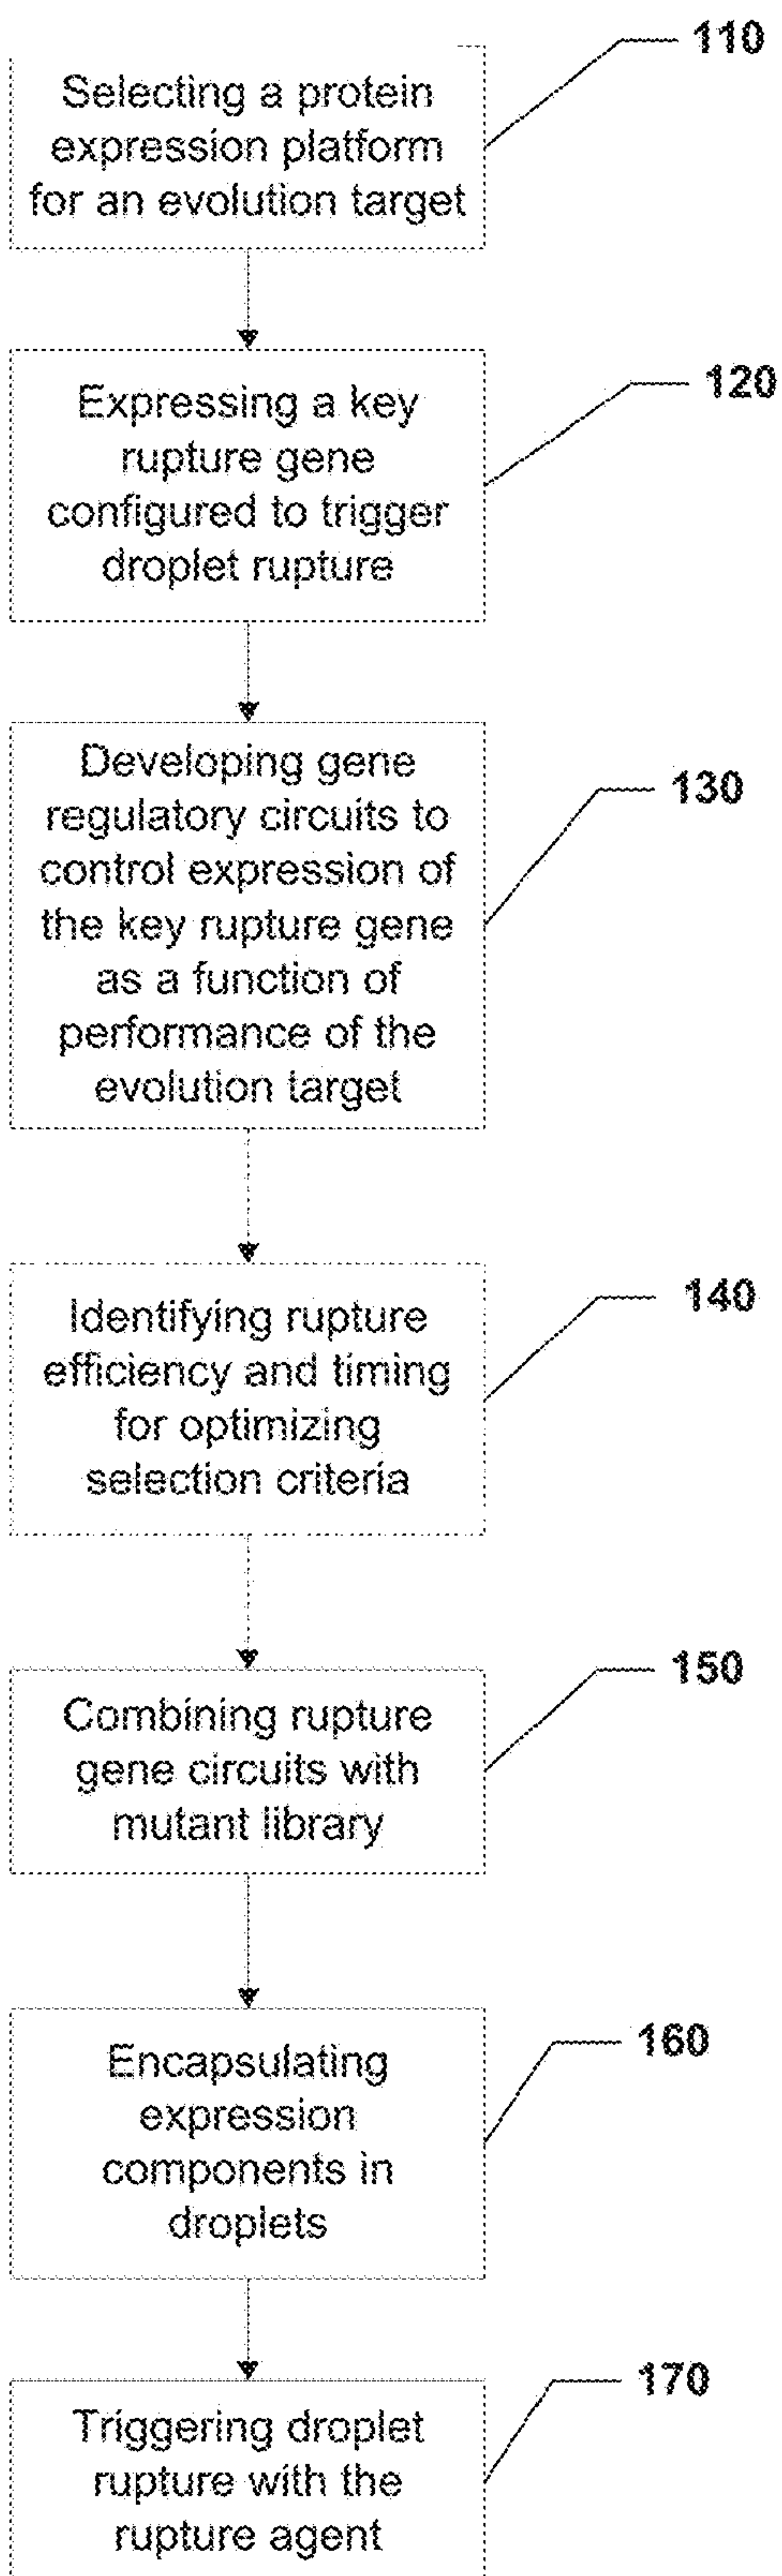 110
Selecting a protein
expression platform
for an evolution target
120
Expressing a key
rupture gene
configured to trigger
droplet rupture
130
Developing gene
regulatory circuits to
control expression of
the key rupture gene
as a function of
performance of the
evolution target
140
Identifying rupture
efficiency and timing
for optimizing
selection criteria
150
Combining rupture
gene circuits with
mutant library
160
Encapsulating
expression
components in
droplets
170
Triggering droplet
rupture with the
rupture agent